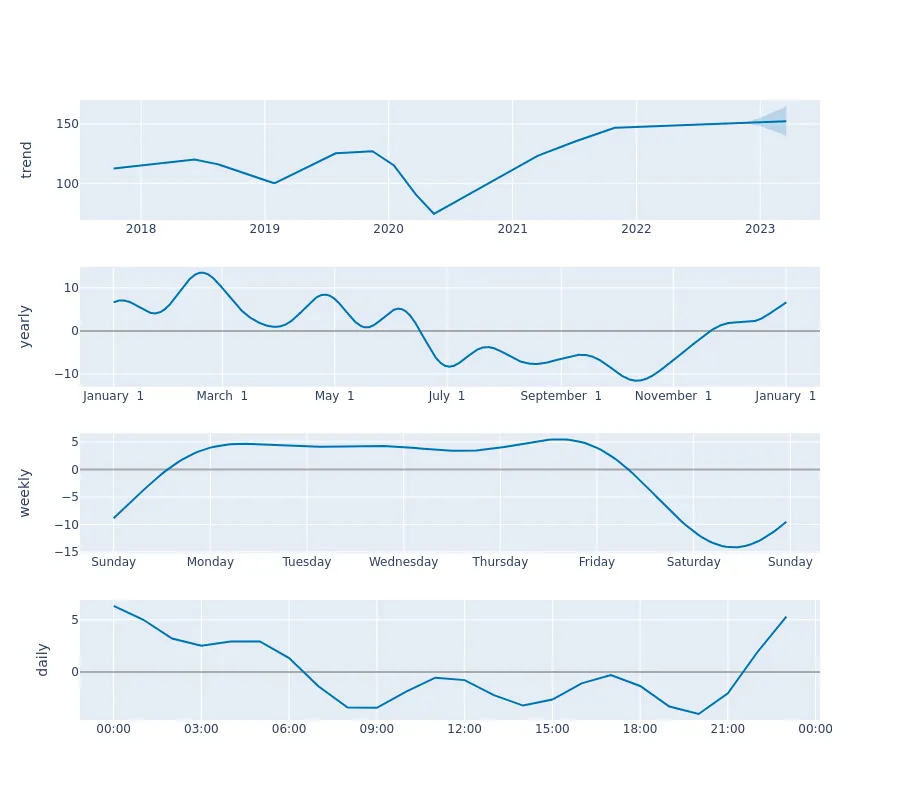 trend
150
100
2018 2019 2020 2021 2022 2023
yearly
10
0
−10
January 1 March 1 May 1 July 1 September 1 November 1 January 1
weekly
5
0
−5
−10
−15
Sunday Monday Tuesday Wednesday Thursday Friday Saturday Sunday
daily
5
0
00:00 03:00 06:00 09:00 12:00 15:00 18:00 21:00 00:00